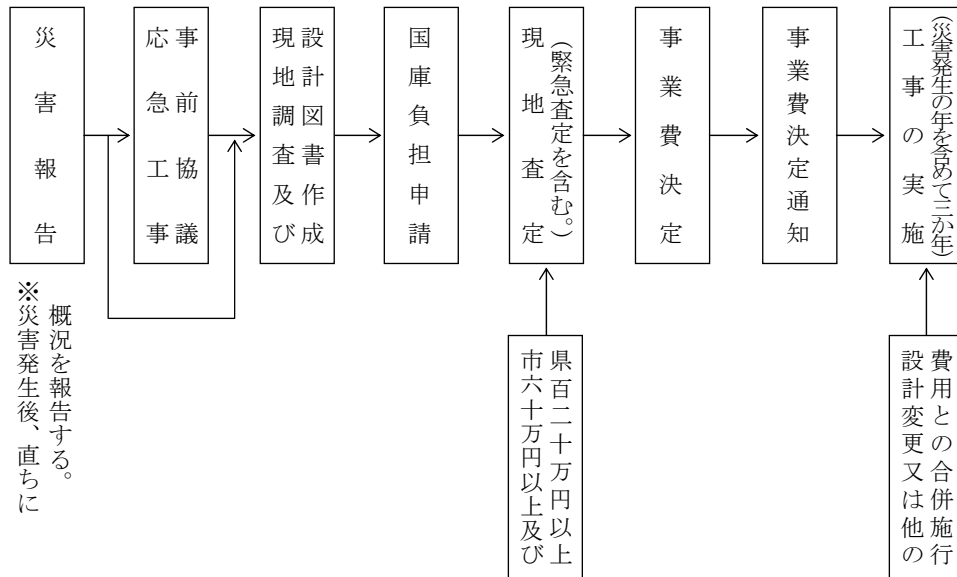 災害報告
※災害発生後、直ちに
概況を報告する。
応急工事
事前協議
現地調査及び
設計図書作成
国庫負担申請
現地査定
(緊急査定を含む。)
市六十万円以上及び
県百二十万円以上
事業費決定
事業費決定通知
工事の実施
(災害発生の年を含めて三か年)
設計変更又は他の
費用との合併施行